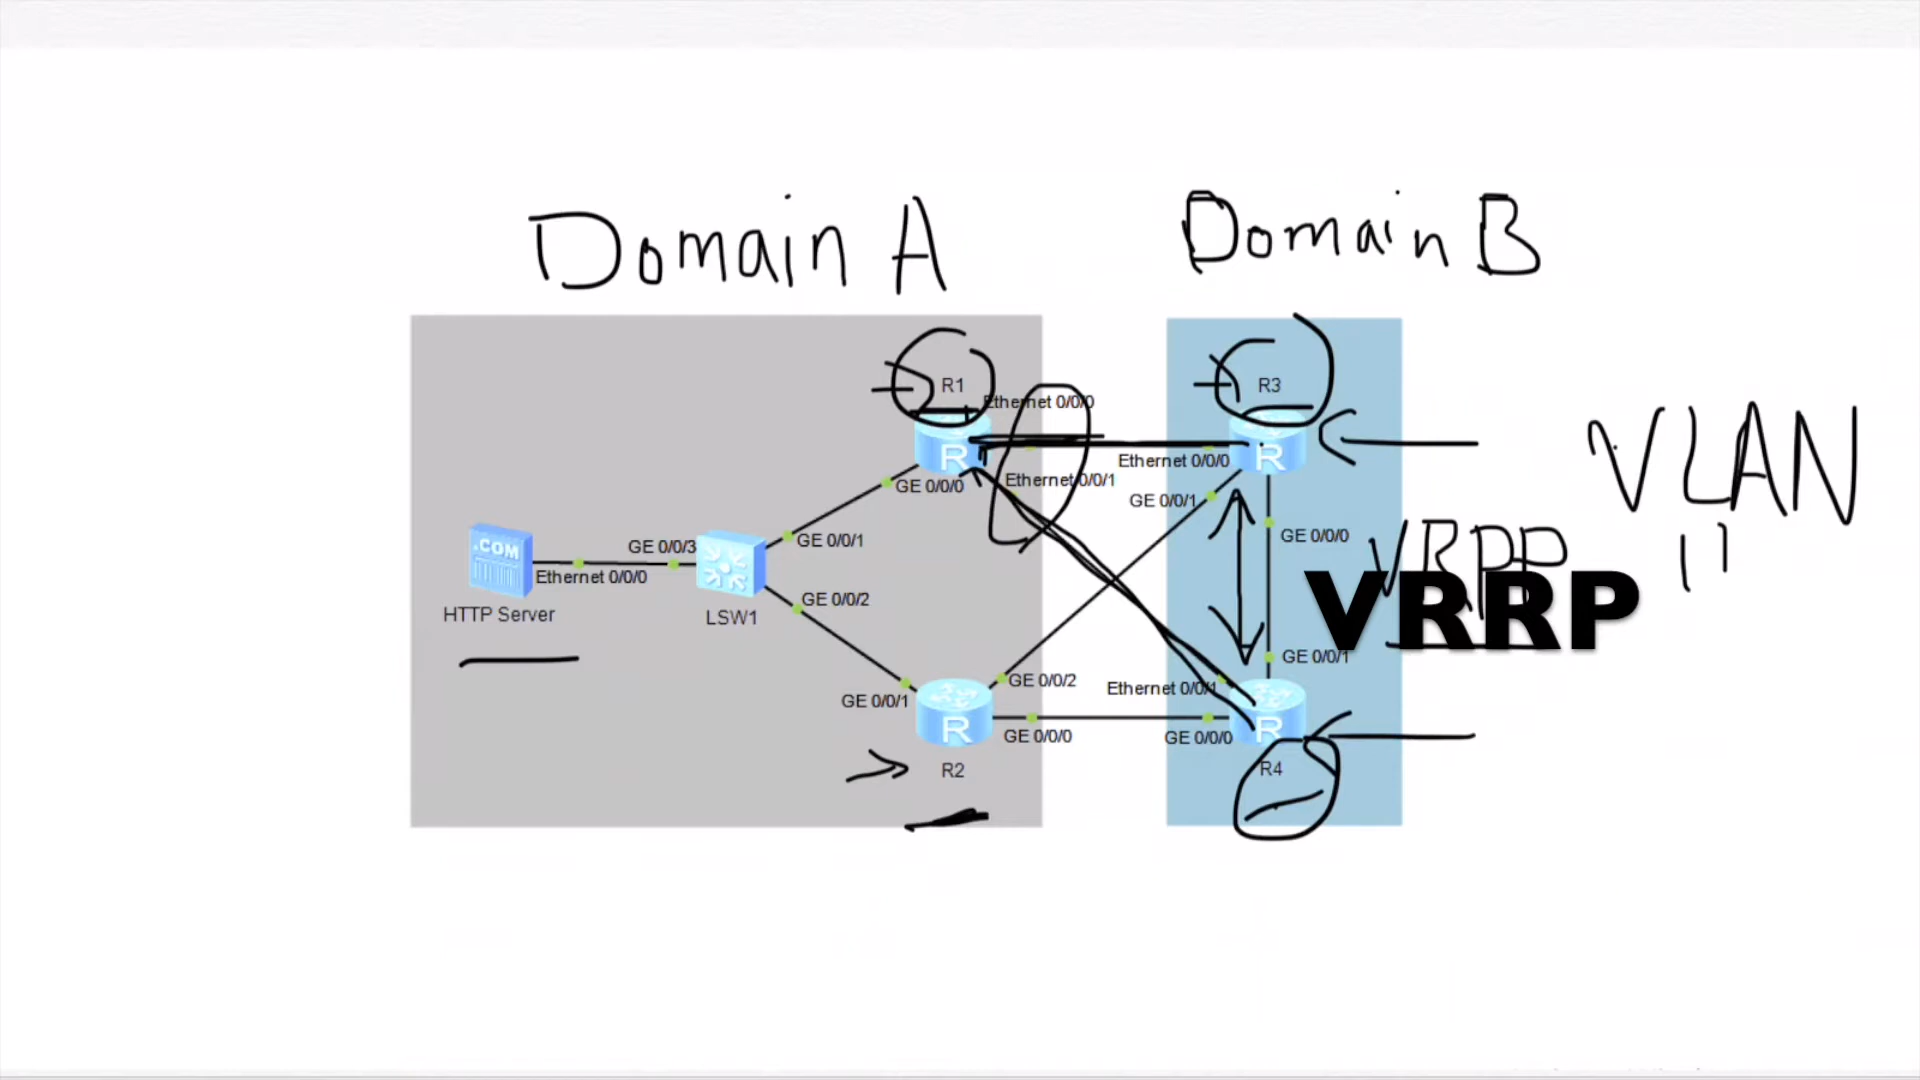 Domain A
Domain B
R1
R3
Ethernet 0/0/0
Ethernet 0/0/0
VLAN
11
Ethernet 0/0/1
GE 0/0/0
GE 0/0/1
GE 0/0/1
GE 0/0/0
VRRP
VRRP
.COM
GE 0/0/3
Ethernet 0/0/0
HTTP Server
LSW1
GE 0/0/2
GE 0/0/1
GE 0/0/1
GE 0/0/2
Ethernet 0/0/1
GE 0/0/0
GE 0/0/0
R
R
R
R
R2
R4